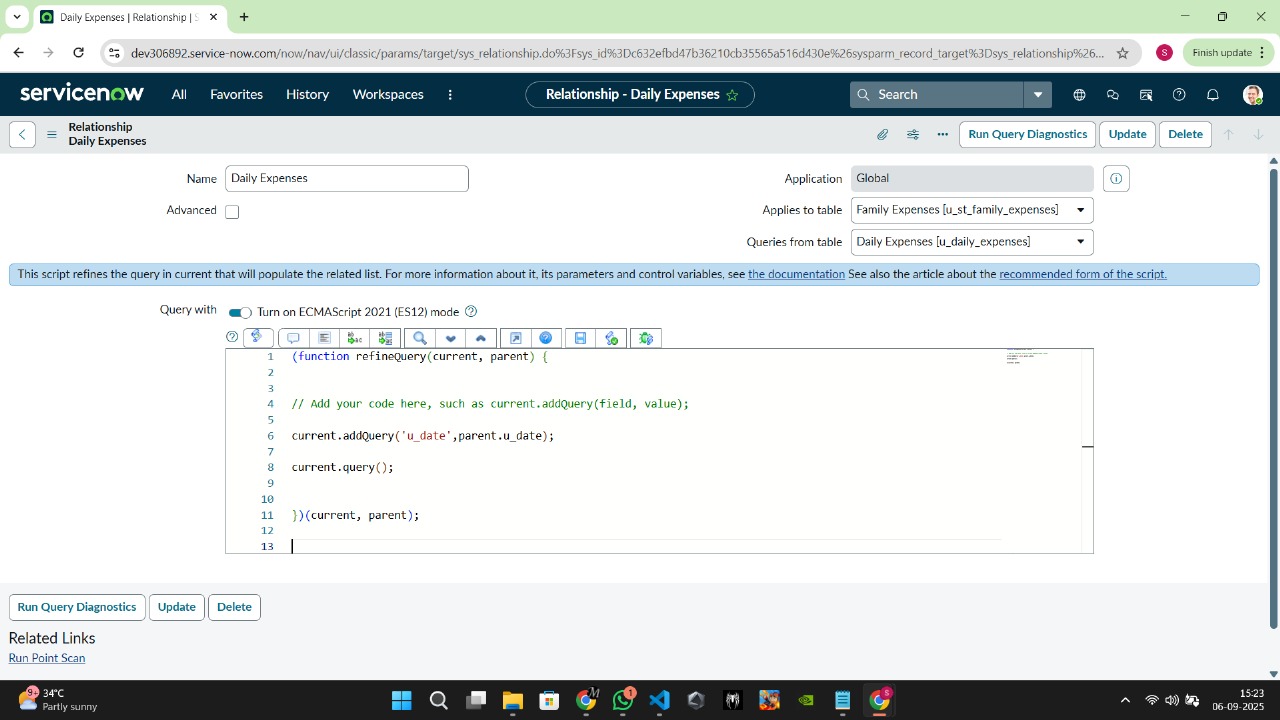 Daily Expenses | Relationship | S
dev306892.service-now.com/now/nav/ui/classic/params/target/sys_relationship.do%3Fsys_id%3Dc632efbd47b36210cb13565a516d430e%26sysparm_record_target%3Dsys_relationship%26...
S
Finish update
servicenow
All
Favorites
History
Workspaces
Relationship - Daily Expenses
Search
Relationship
Daily Expenses
Run Query Diagnostics
Update
Delete
Name
Daily Expenses
Application
Global
Advanced
Applies to table
Family Expenses [u_st_family_expenses]
Queries from table
Daily Expenses [u_daily_expenses]
This script refines the query in current that will populate the related list. For more information about it, its parameters and control variables, see the documentation See also the article about the recommended form of the script.
Query with
Turn on ECMAScript 2021 (ES12) mode
1 (function refineQuery(current, parent) {
2
3
4 // Add your code here, such as current.addQuery(field, value);
5
6 current.addQuery('u_date',parent.u_date);
7
8 current.query();
9
10
11 })(current, parent);
12
13
Run Query Diagnostics
Update
Delete
Related Links
Run Point Scan
9+
34°C
Partly sunny
M
1
S
15:23
06-09-2025